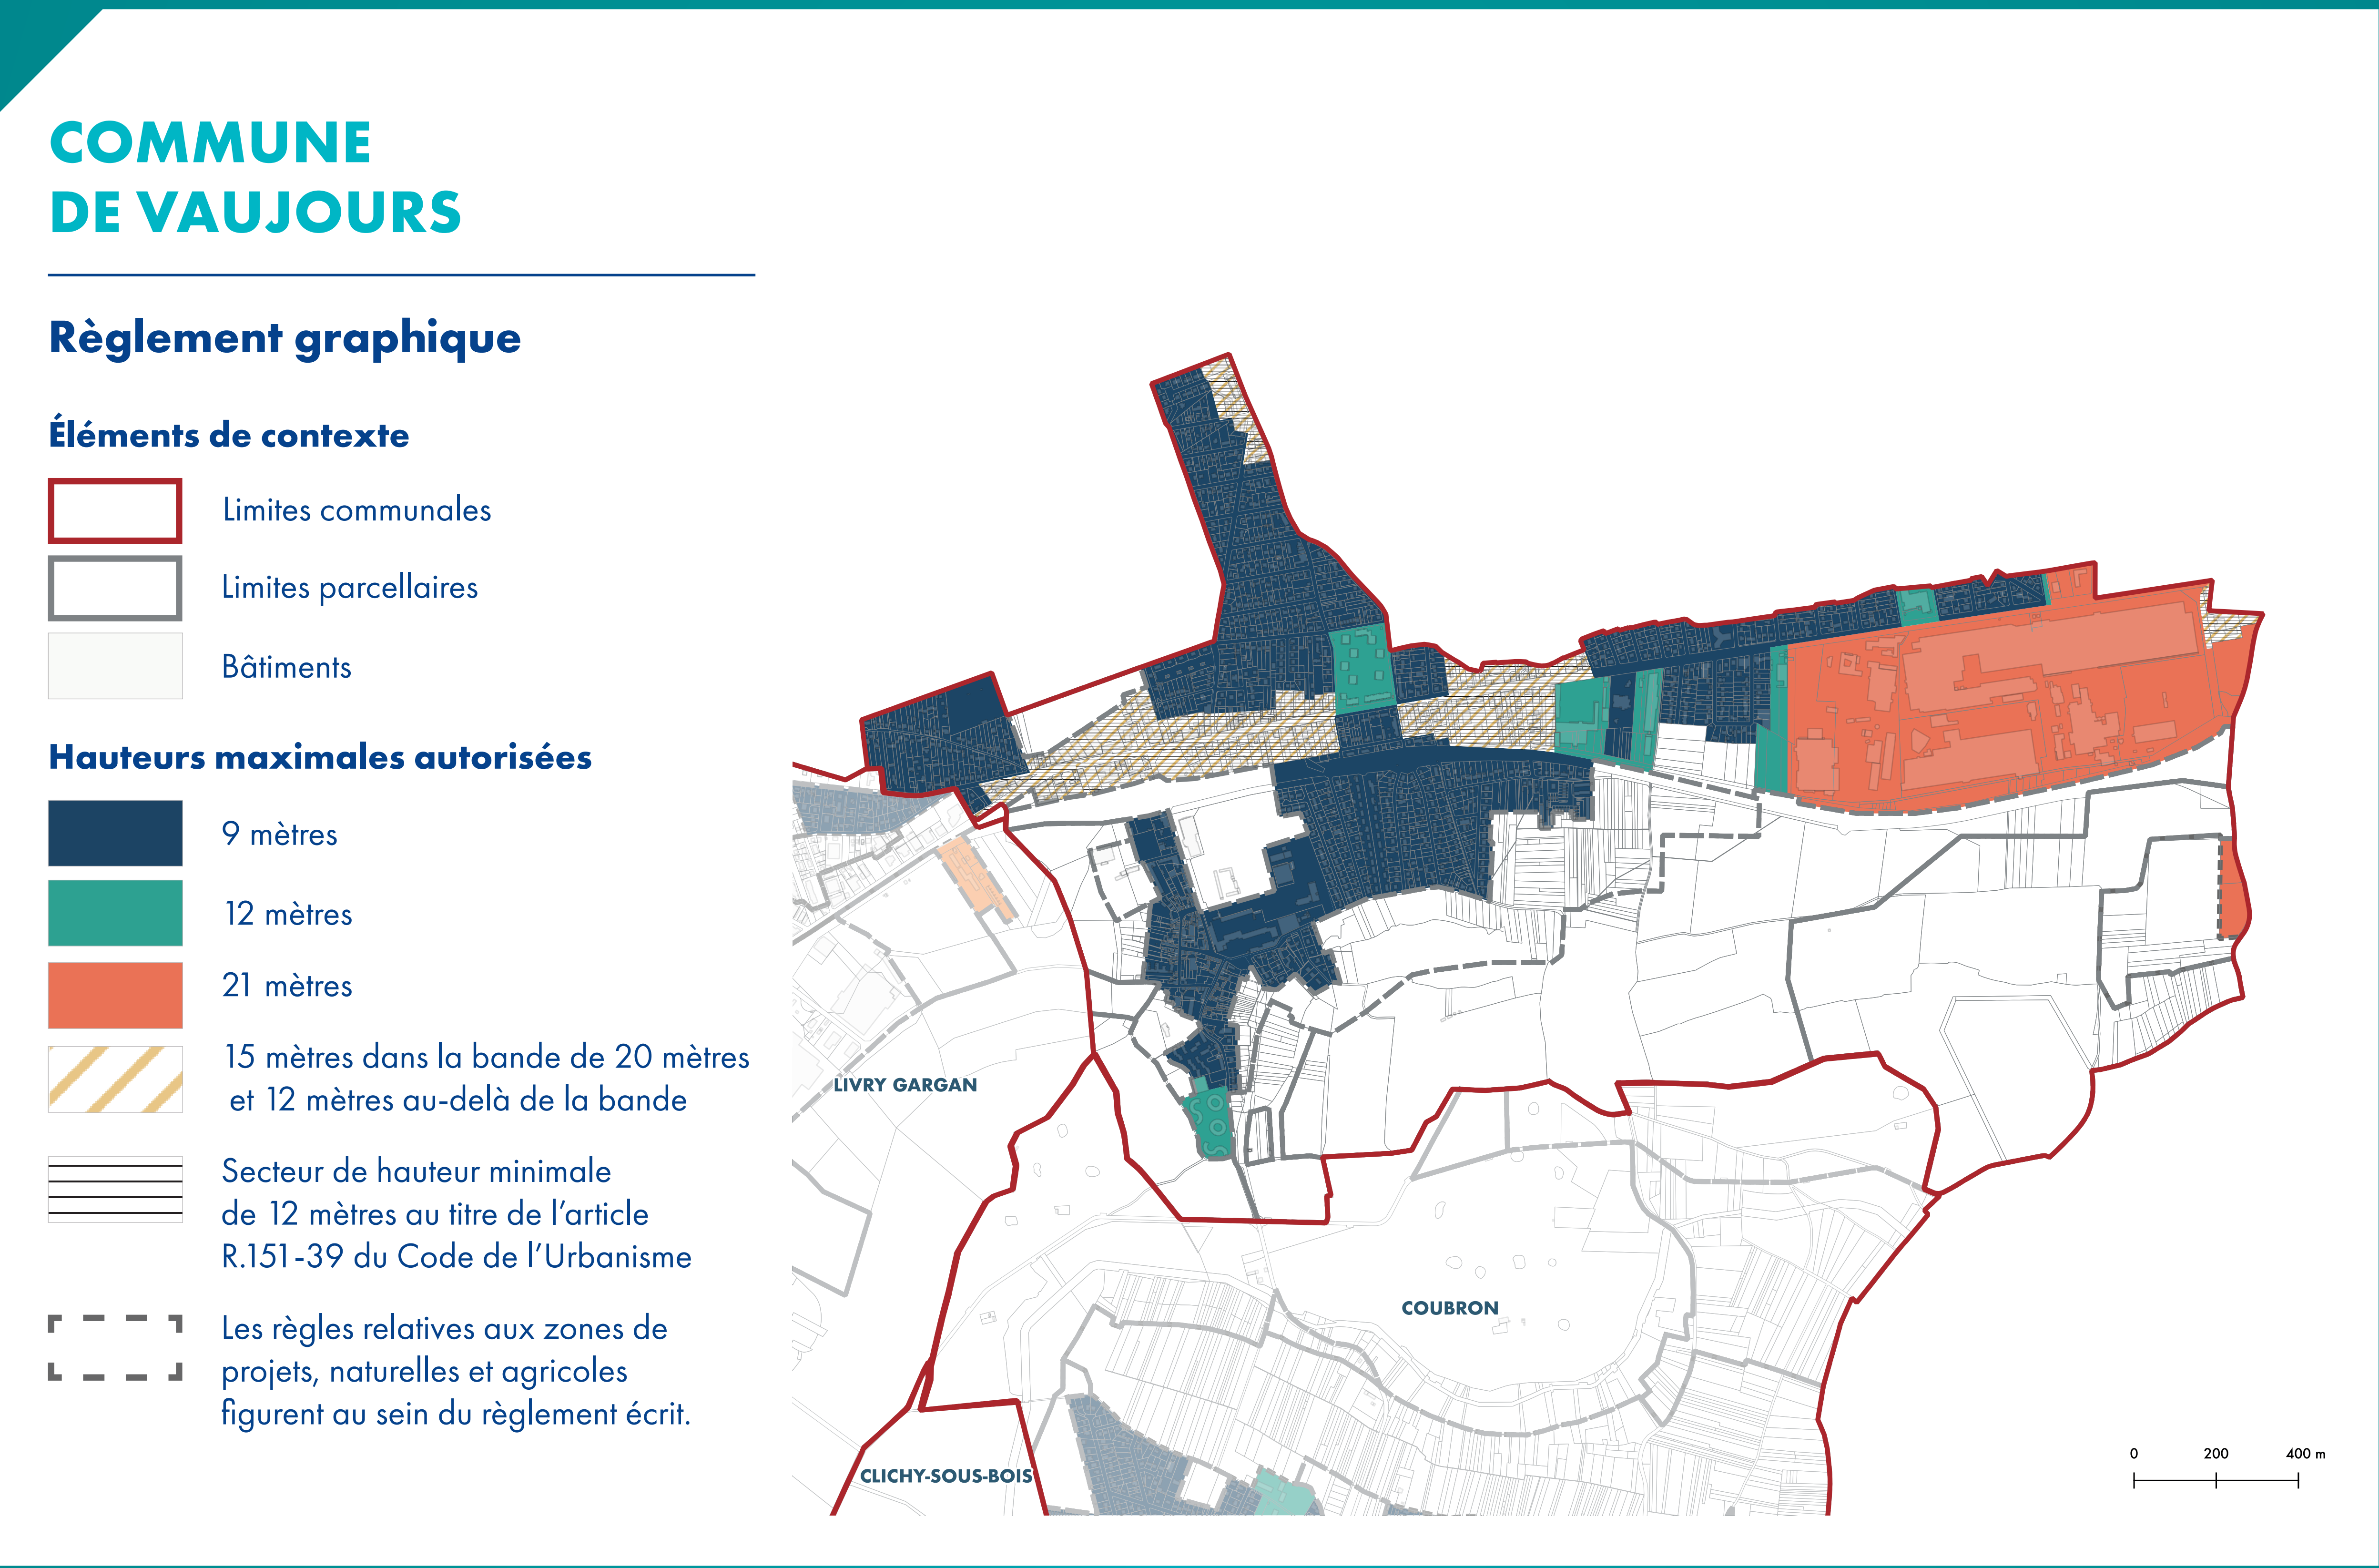 COMMUNE
DE VAUJOURS
Règlement graphique
Éléments de contexte
Limites communales
Limites parcellaires
Bâtiments
Hauteurs maximales autorisées
9 mètres
12 mètres
21 mètres
15 mètres dans la bande de 20 mètres
et 12 mètres au-delà de la bande
Secteur de hauteur minimale
de 12 mètres au titre de l'article
R.151-39 du Code de l'Urbanisme
Les règles relatives aux zones de
projets, naturelles et agricoles
figurent au sein du règlement écrit.
LIVRY GARGAN
COUBRON
CLICHY-SOUS-BOIS
0 200 400 m